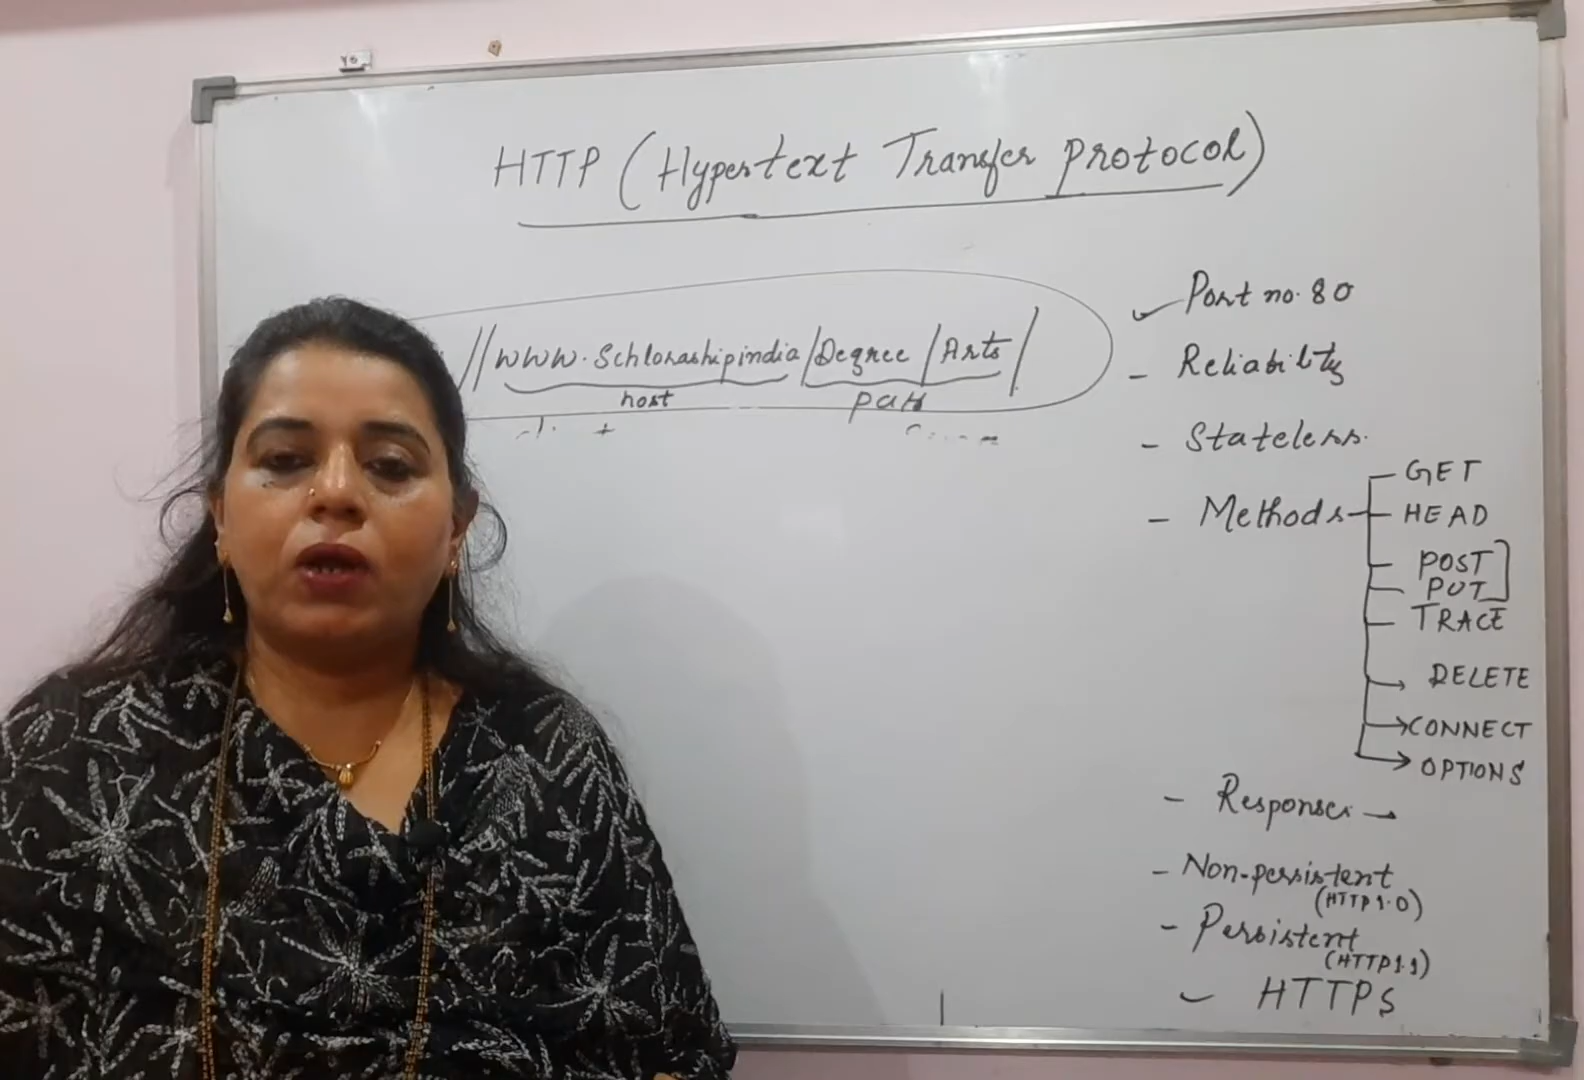 HTTP (Hypertext Transfer Protocol)
//www.Schlorashipindia/Degree/Arts/
host
path
Port no. 80
- Reliability
- Stateless.
- Methods
GET
HEAD
POST
PUT
TRACE
DELETE
CONNECT
OPTIONS
- Responses
- Non-persistent
(HTTP 1.0)
- Persistent
(HTTP 1.1)
HTTPS